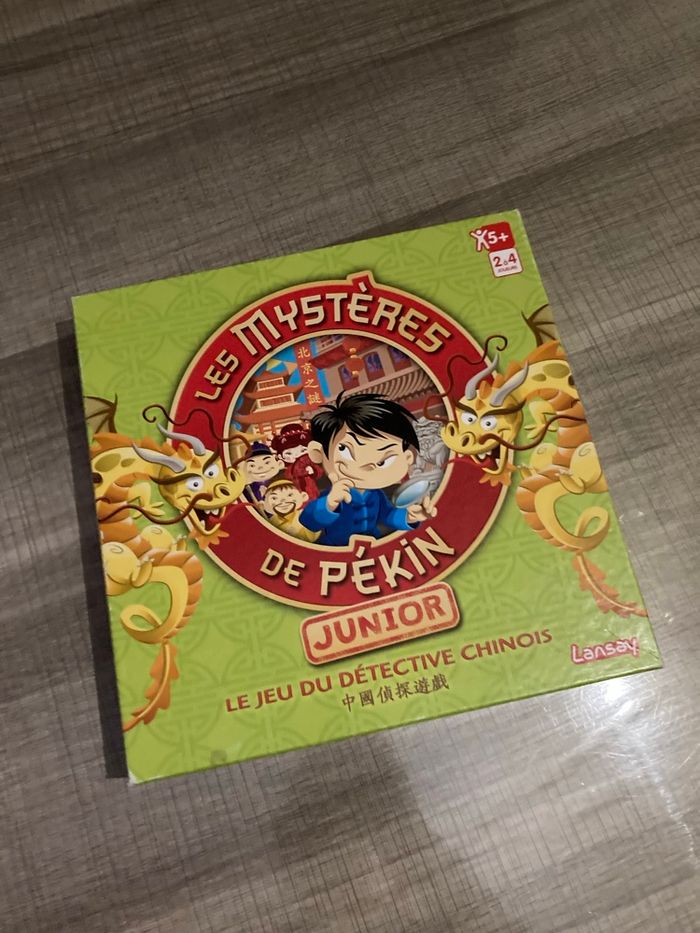 5+
2 à 4
JOUEURS
LES MYSTÈRES
北京之謎
DE PÉKIN
JUNIOR
LE JEU DU DÉTECTIVE CHINOIS
中國偵探遊戲
Lansay